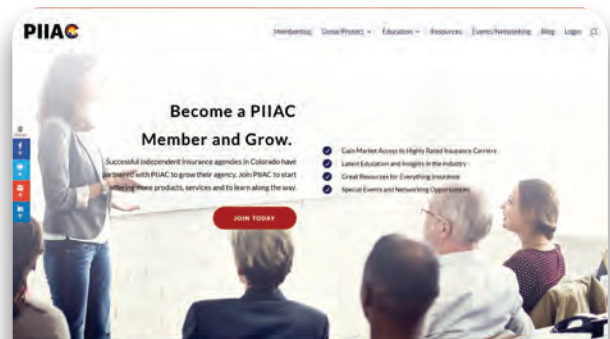 PIIAC
Membership Global Protect Education Resources Events/Networking Blog Login
Become a PIIAC
Member and Grow.
Successful independent insurance agencies in Colorado have
partnered with PIIAC to grow their agency. Join PIIAC to start
offering more products, services and to learn along the way.
JOIN TODAY
Gain Market Access to Highly Rated Insurance Carriers
Latest Education and Insights in the Industry
Great Resources for Everything Insurance
Special Events and Networking Opportunities